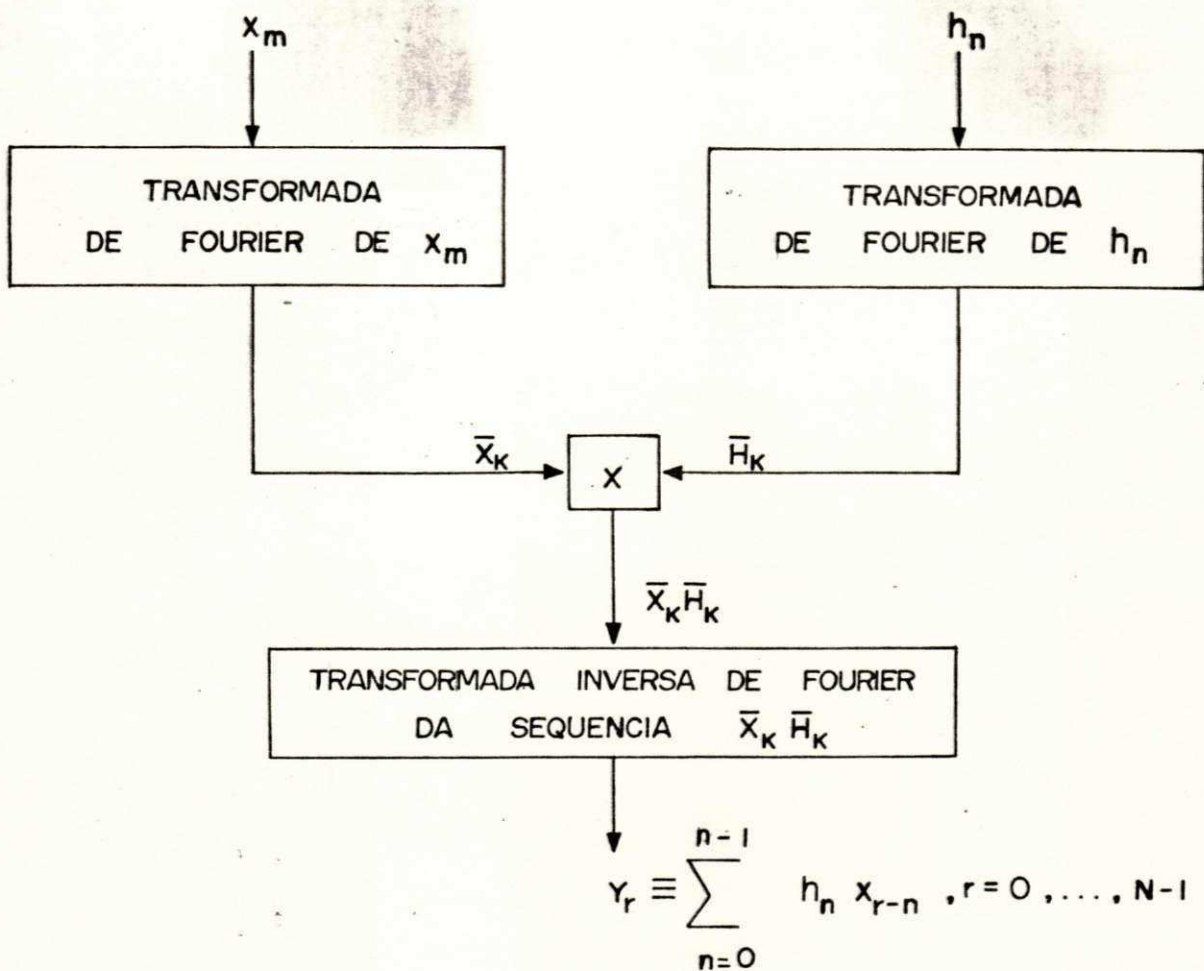 x_m
h_n
TRANSFORMADA
DE FOURIER DE x_m
TRANSFORMADA
DE FOURIER DE h_n
X̅_K
X
H̅_K
X̅_K H̅_K
TRANSFORMADA INVERSA DE FOURIER
DA SEQUENCIA X̅_K H̅_K
n-1
Y_r ≡ ∑ h_n x_{r-n} , r = 0 , ..., N-1
n=0